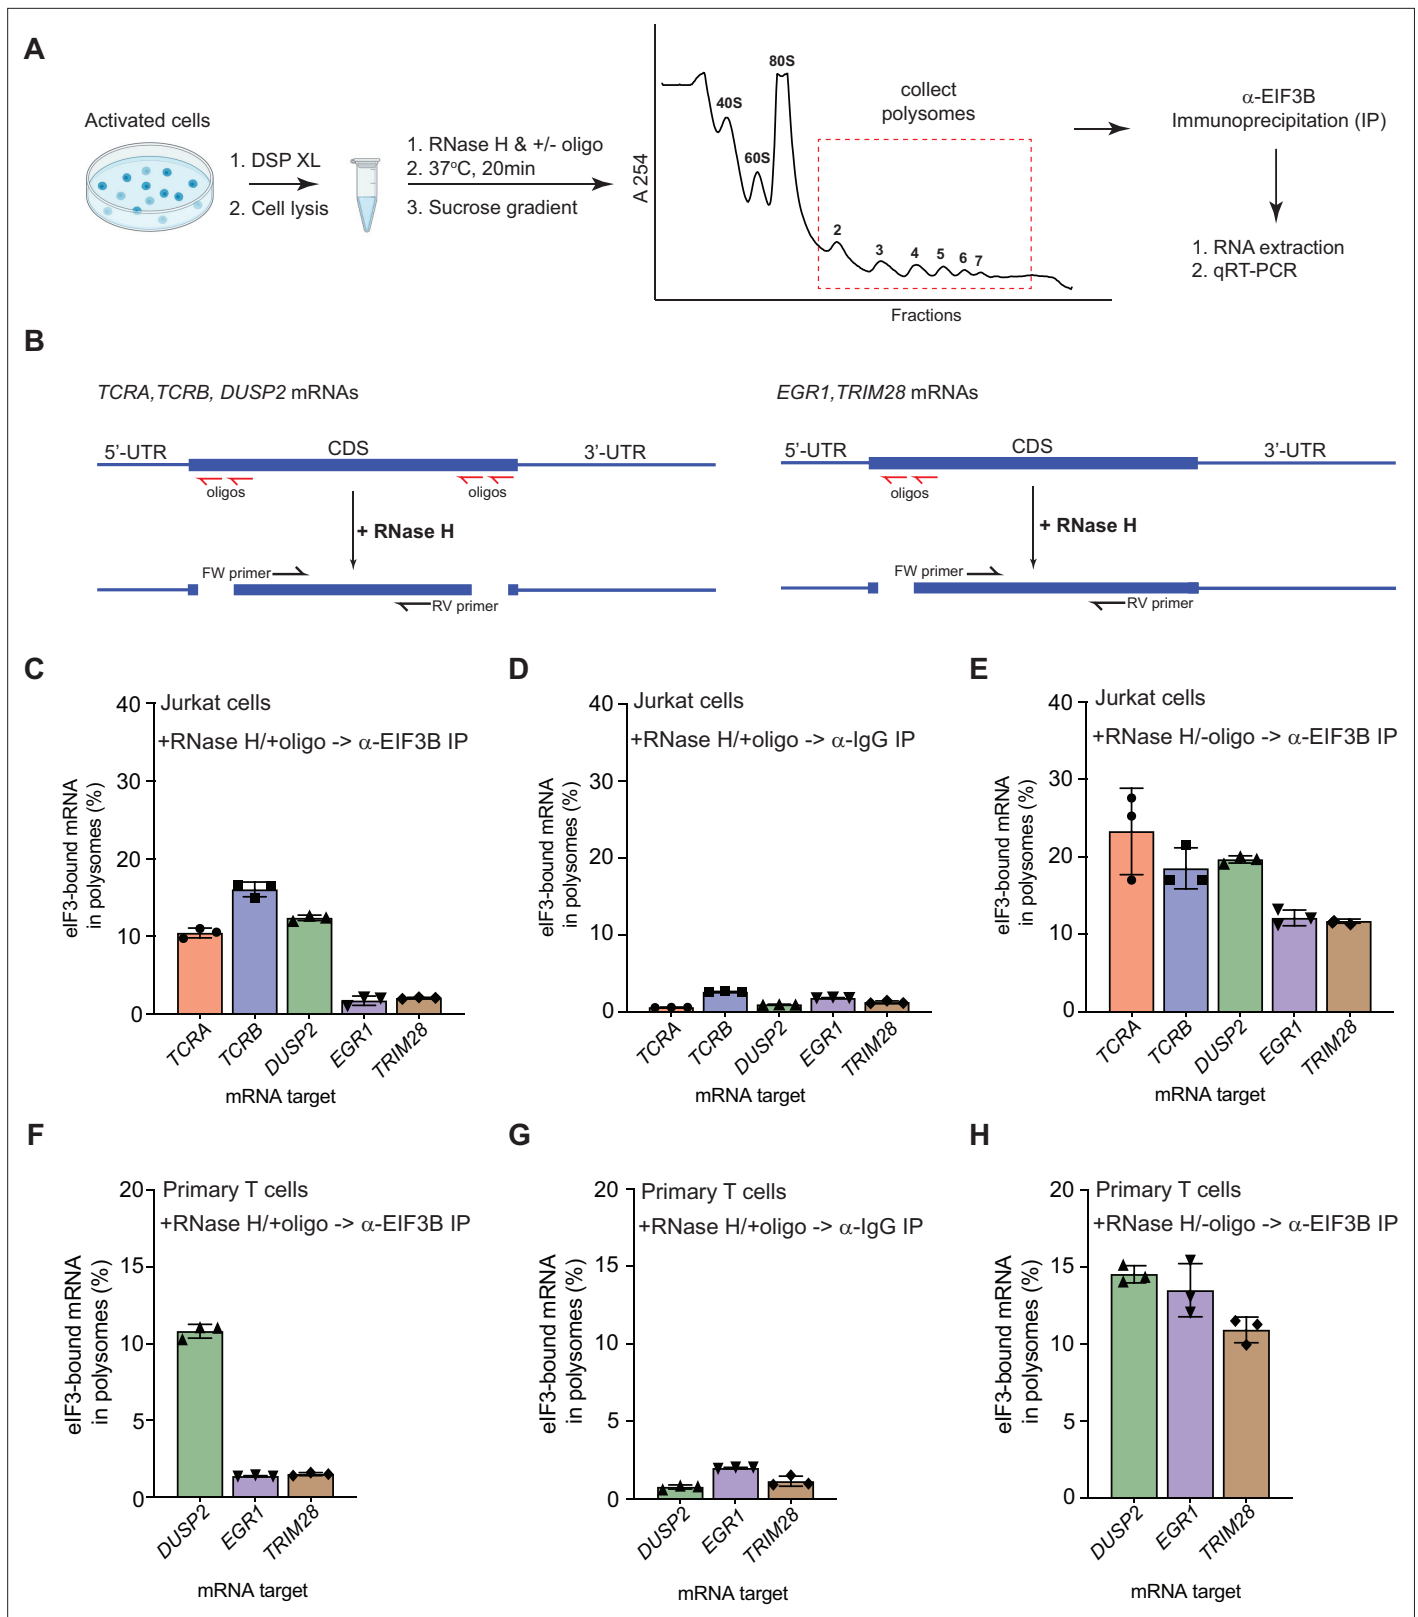 A
Activated cells
1. DSP XL
2. Cell lysis
1. RNase H & +/- oligo
2. 37°C, 20min
3. Sucrose gradient
A 254
40S
60S
80S
2
3
4
5
6
7
collect
polysomes
Fractions
α-EIF3B
Immunoprecipitation (IP)
1. RNA extraction
2. qRT-PCR
B
TCRA,TCRB, DUSP2 mRNAs
5'-UTR
CDS
3'-UTR
oligos
oligos
+ RNase H
FW primer
RV primer
EGR1,TRIM28 mRNAs
5'-UTR
CDS
3'-UTR
oligos
+ RNase H
FW primer
RV primer
C
Jurkat cells
+RNase H/+oligo -> α-EIF3B IP
eIF3-bound mRNA
in polysomes (%)
40
30
20
10
0
TCRA
TCRB
DUSP2
EGR1
TRIM28
mRNA target
D
Jurkat cells
+RNase H/+oligo -> α-IgG IP
eIF3-bound mRNA
in polysomes (%)
40
30
20
10
0
TCRA
TCRB
DUSP2
EGR1
TRIM28
mRNA target
E
Jurkat cells
+RNase H/-oligo -> α-EIF3B IP
eIF3-bound mRNA
in polysomes (%)
40
30
20
10
0
TCRA
TCRB
DUSP2
EGR1
TRIM28
mRNA target
F
Primary T cells
+RNase H/+oligo -> α-EIF3B IP
eIF3-bound mRNA
in polysomes (%)
20
15
10
5
0
DUSP2
EGR1
TRIM28
mRNA target
G
Primary T cells
+RNase H/+oligo -> α-IgG IP
eIF3-bound mRNA
in polysomes (%)
20
15
10
5
0
DUSP2
EGR1
TRIM28
mRNA target
H
Primary T cells
+RNase H/-oligo -> α-EIF3B IP
eIF3-bound mRNA
in polysomes (%)
20
15
10
5
0
DUSP2
EGR1
TRIM28
mRNA target